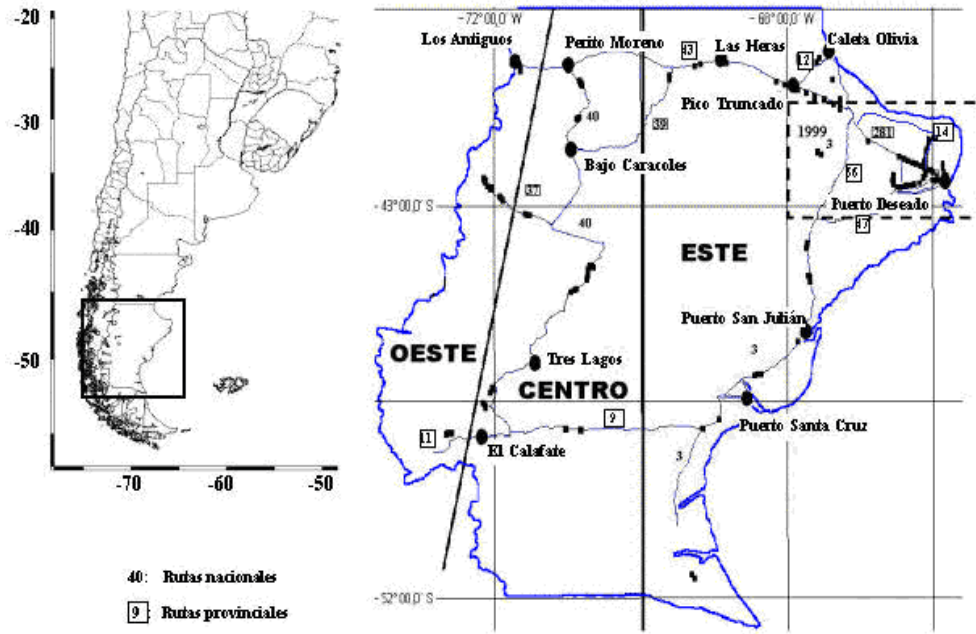 -20
-30
-40
-50
-70
-60
-50
40: Rutas nacionales
9: Rutas provinciales
-72°00,0' W
-68°00,0' W
Los Antiguos
Perito Moreno
43
Las Heras
12
Caleta Olivia
Pico Truncado
40
39
1999
3
281
14
Bajo Caracoles
66
37
Puerto Deseado
-43°00,0' S
40
47
ESTE
Puerto San Julián
OESTE
3
Tres Lagos
CENTRO
9
Puerto Santa Cruz
11
El Calafate
3
-52°00,0' S